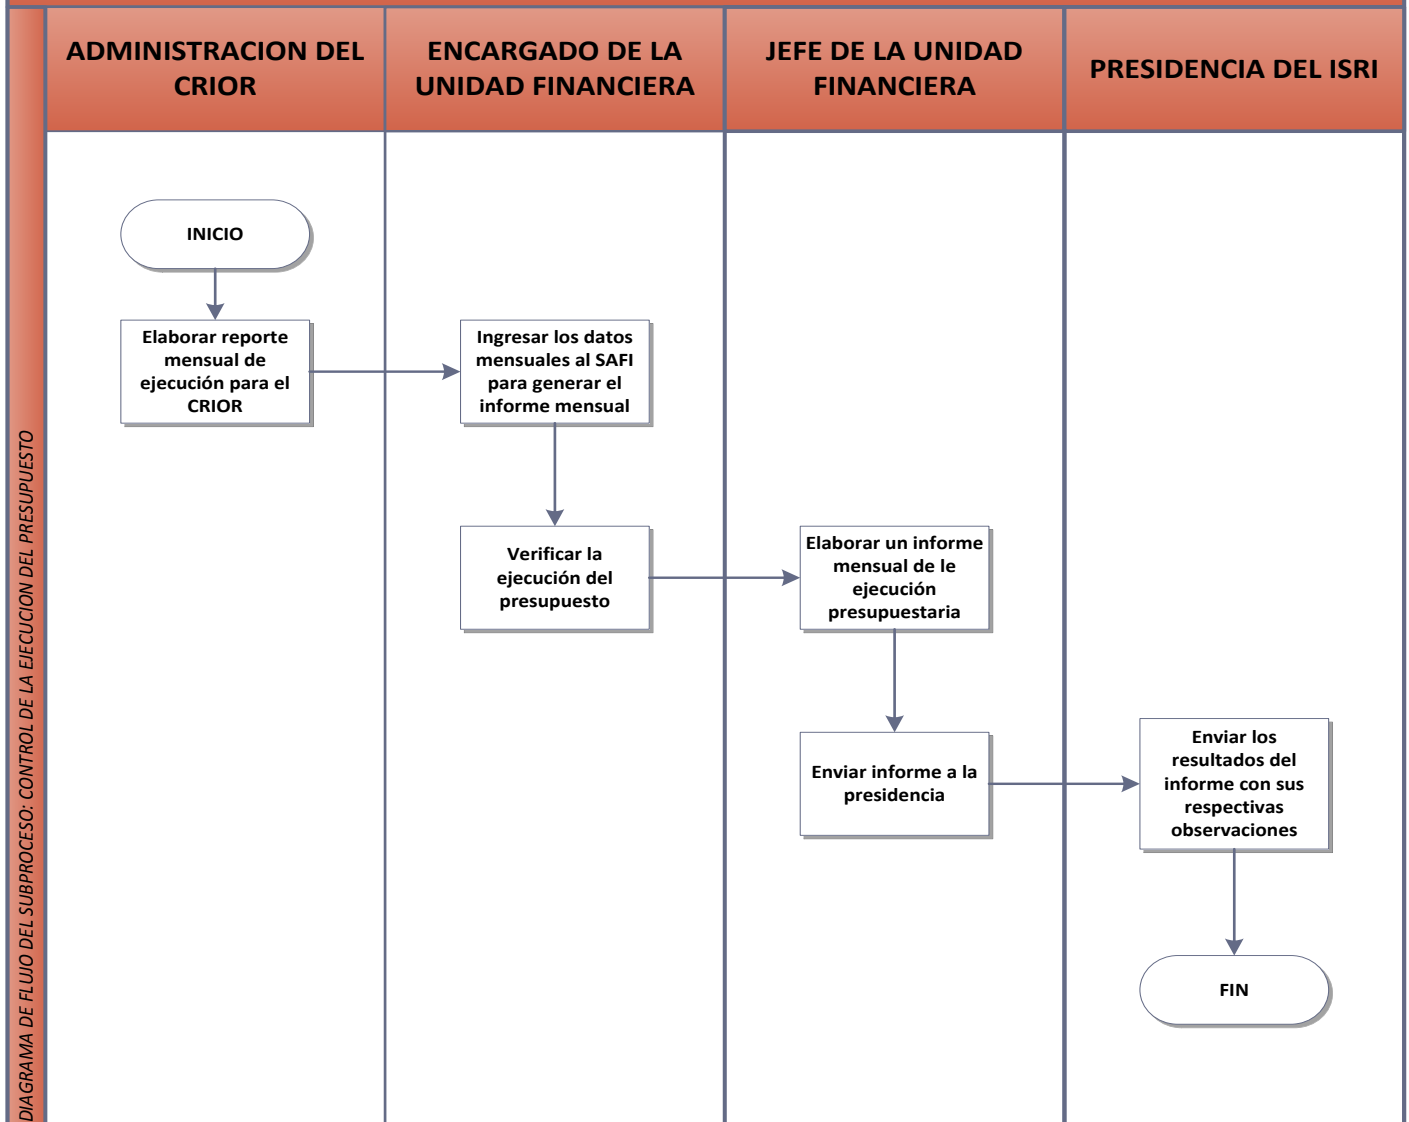 ADMINISTRACION DEL
CRIOR
ENCARGADO DE LA
UNIDAD FINANCIERA
JEFE DE LA UNIDAD
FINANCIERA
PRESIDENCIA DEL ISRI
DIAGRAMA DE FLUJO DEL SUBPROCESO: CONTROL DE LA EJECUCION DEL PRESUPUESTO
INICIO
Elaborar reporte
mensual de
ejecución para el
CRIOR
Ingresar los datos
mensuales al SAFI
para generar el
informe mensual
Verificar la
ejecución del
presupuesto
Elaborar un informe
mensual de le
ejecución
presupuestaria
Enviar informe a la
presidencia
Enviar los
resultados del
informe con sus
respectivas
observaciones
FIN